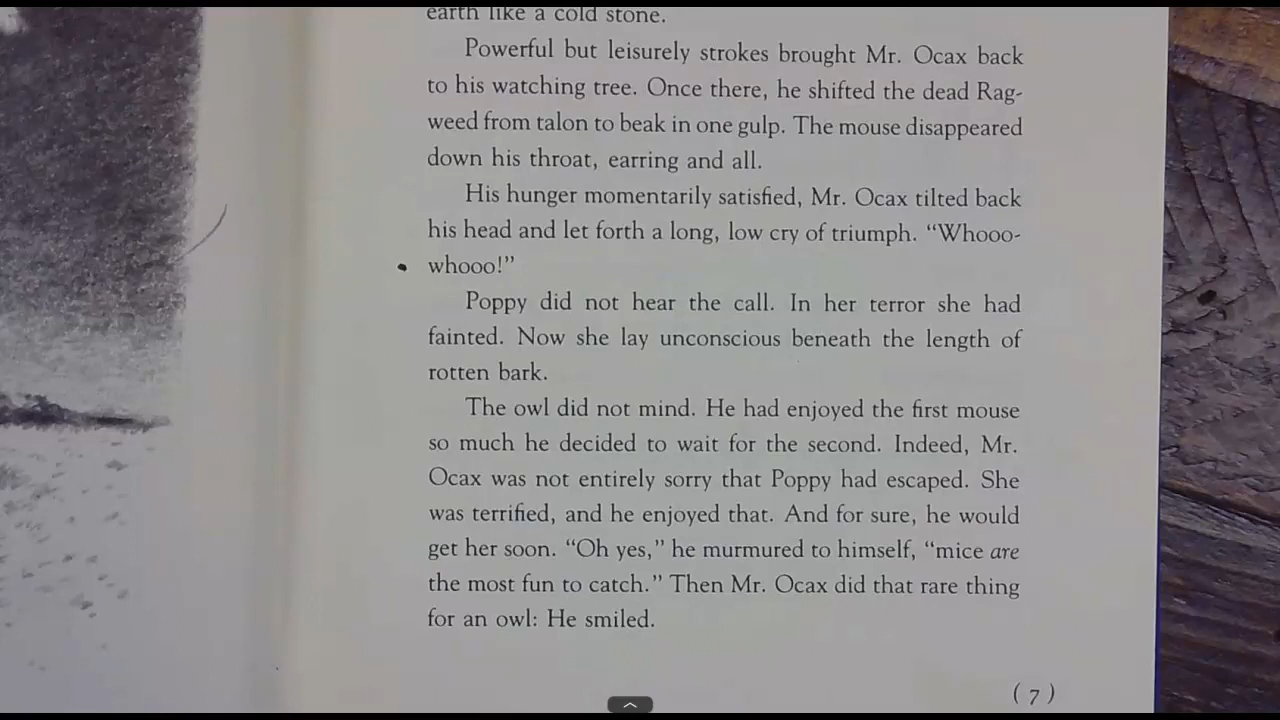 earth like a cold stone.
Powerful but leisurely strokes brought Mr. Ocax back
to his watching tree. Once there, he shifted the dead Rag-
weed from talon to beak in one gulp. The mouse disappeared
down his throat, earring and all.
His hunger momentarily satisfied, Mr. Ocax tilted back
his head and let forth a long, low cry of triumph. “Whooo-
whooo!”
Poppy did not hear the call. In her terror she had
fainted. Now she lay unconscious beneath the length of
rotten bark.
The owl did not mind. He had enjoyed the first mouse
so much he decided to wait for the second. Indeed, Mr.
Ocax was not entirely sorry that Poppy had escaped. She
was terrified, and he enjoyed that. And for sure, he would
get her soon. “Oh yes,” he murmured to himself, “mice are
the most fun to catch.” Then Mr. Ocax did that rare thing
for an owl: He smiled.
(7)